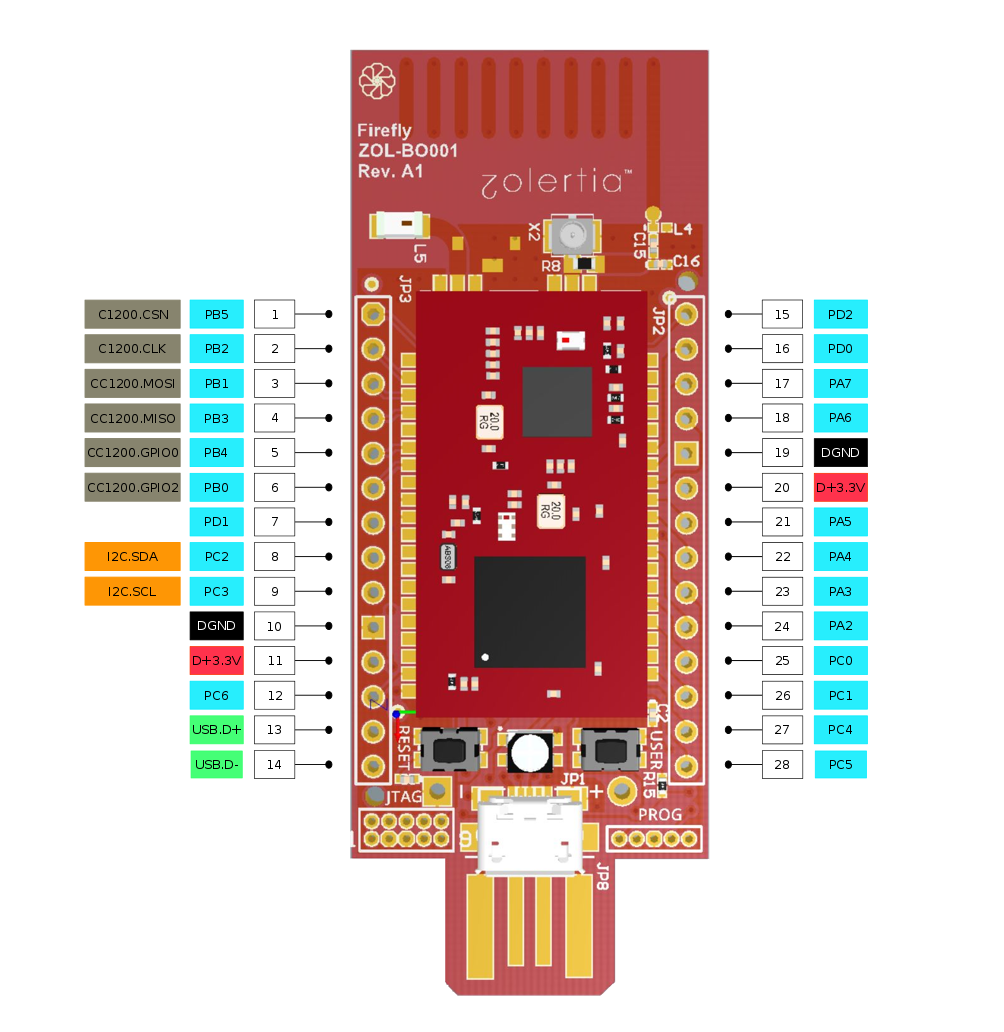 Firefly
ZOL-BO001
Rev. A1
zolertia™
L5
X2
R8
C15
L4
C16
JP3
JP2
C1200.CSN PB5 1
C1200.CLK PB2 2
CC1200.MOSI PB1 3
CC1200.MISO PB3 4
CC1200.GPIO0 PB4 5
CC1200.GPIO2 PB0 6
PD1 7
I2C.SDA PC2 8
I2C.SCL PC3 9
DGND 10
D+3.3V 11
PC6 12
USB.D+ 13
USB.D- 14
15 PD2
16 PD0
17 PA7
18 PA6
19 DGND
20 D+3.3V
21 PA5
22 PA4
23 PA3
24 PA2
25 PC0
26 PC1
27 PC4
28 PC5
20.0
RG
20.0
RG
RESET
C2
USER
R15
JTAG
- JP1 +
PROG
1
9
JP8